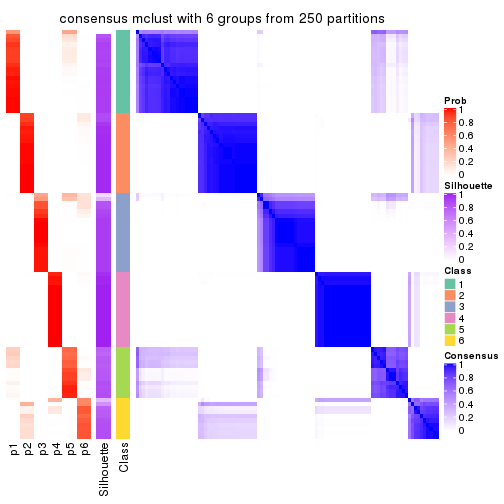 consensus mclust with 6 groups from 250 partitions
Prob
1
0.8
0.6
0.4
0.2
0
Silhouette
1
0.8
0.6
0.4
0.2
0
Class
1
2
3
4
5
6
Consensus
1
0.8
0.6
0.4
0.2
0
p1
p2
p3
p4
p5
p6
Silhouette
Class